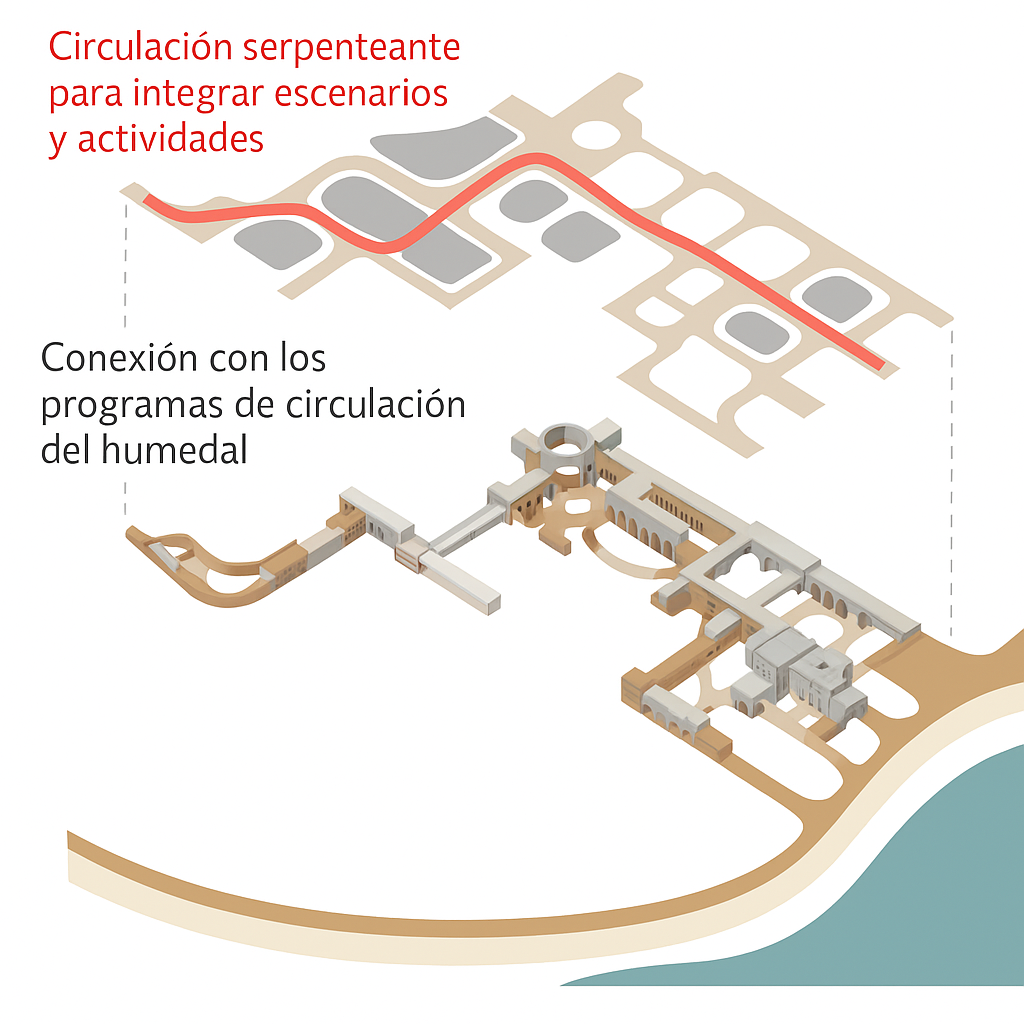 Circulación serpenteante
para integrar escenarios
y actividades
Conexión con los
programas de circulación
del humedal